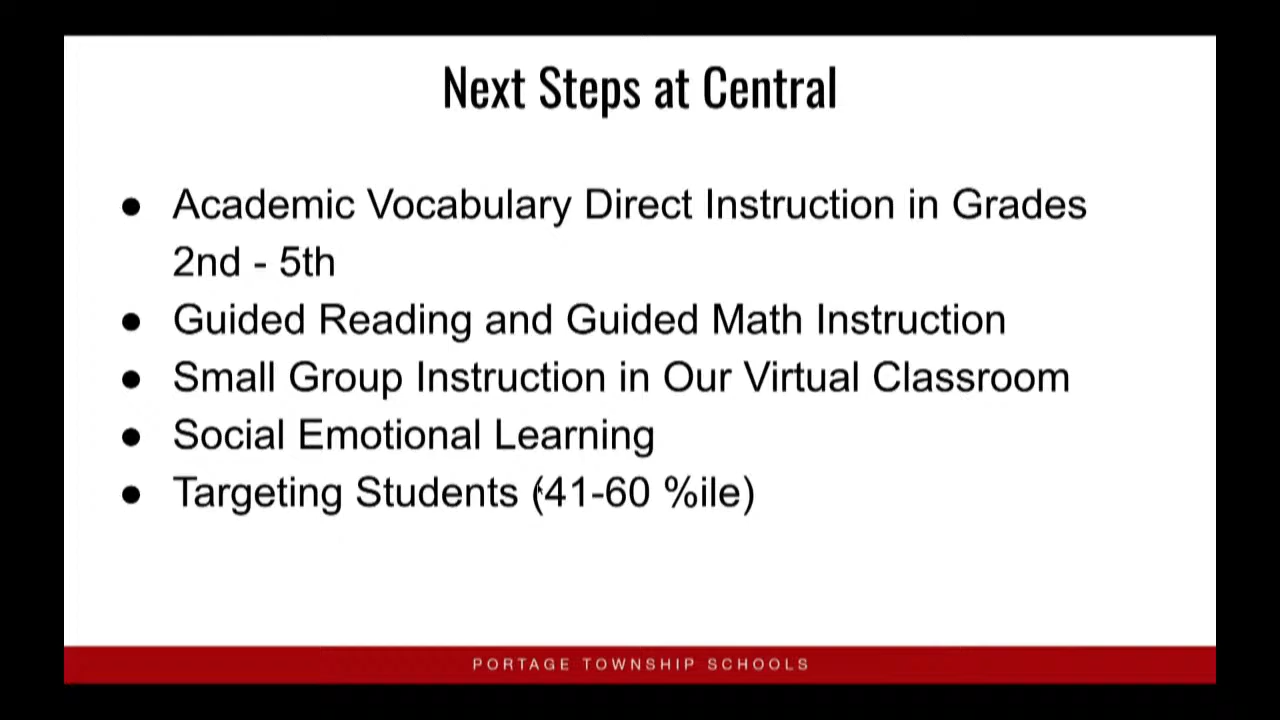 Next Steps at Central
● Academic Vocabulary Direct Instruction in Grades
2nd - 5th
● Guided Reading and Guided Math Instruction
● Small Group Instruction in Our Virtual Classroom
● Social Emotional Learning
● Targeting Students (41-60 %ile)
PORTAGE TOWNSHIP SCHOOLS